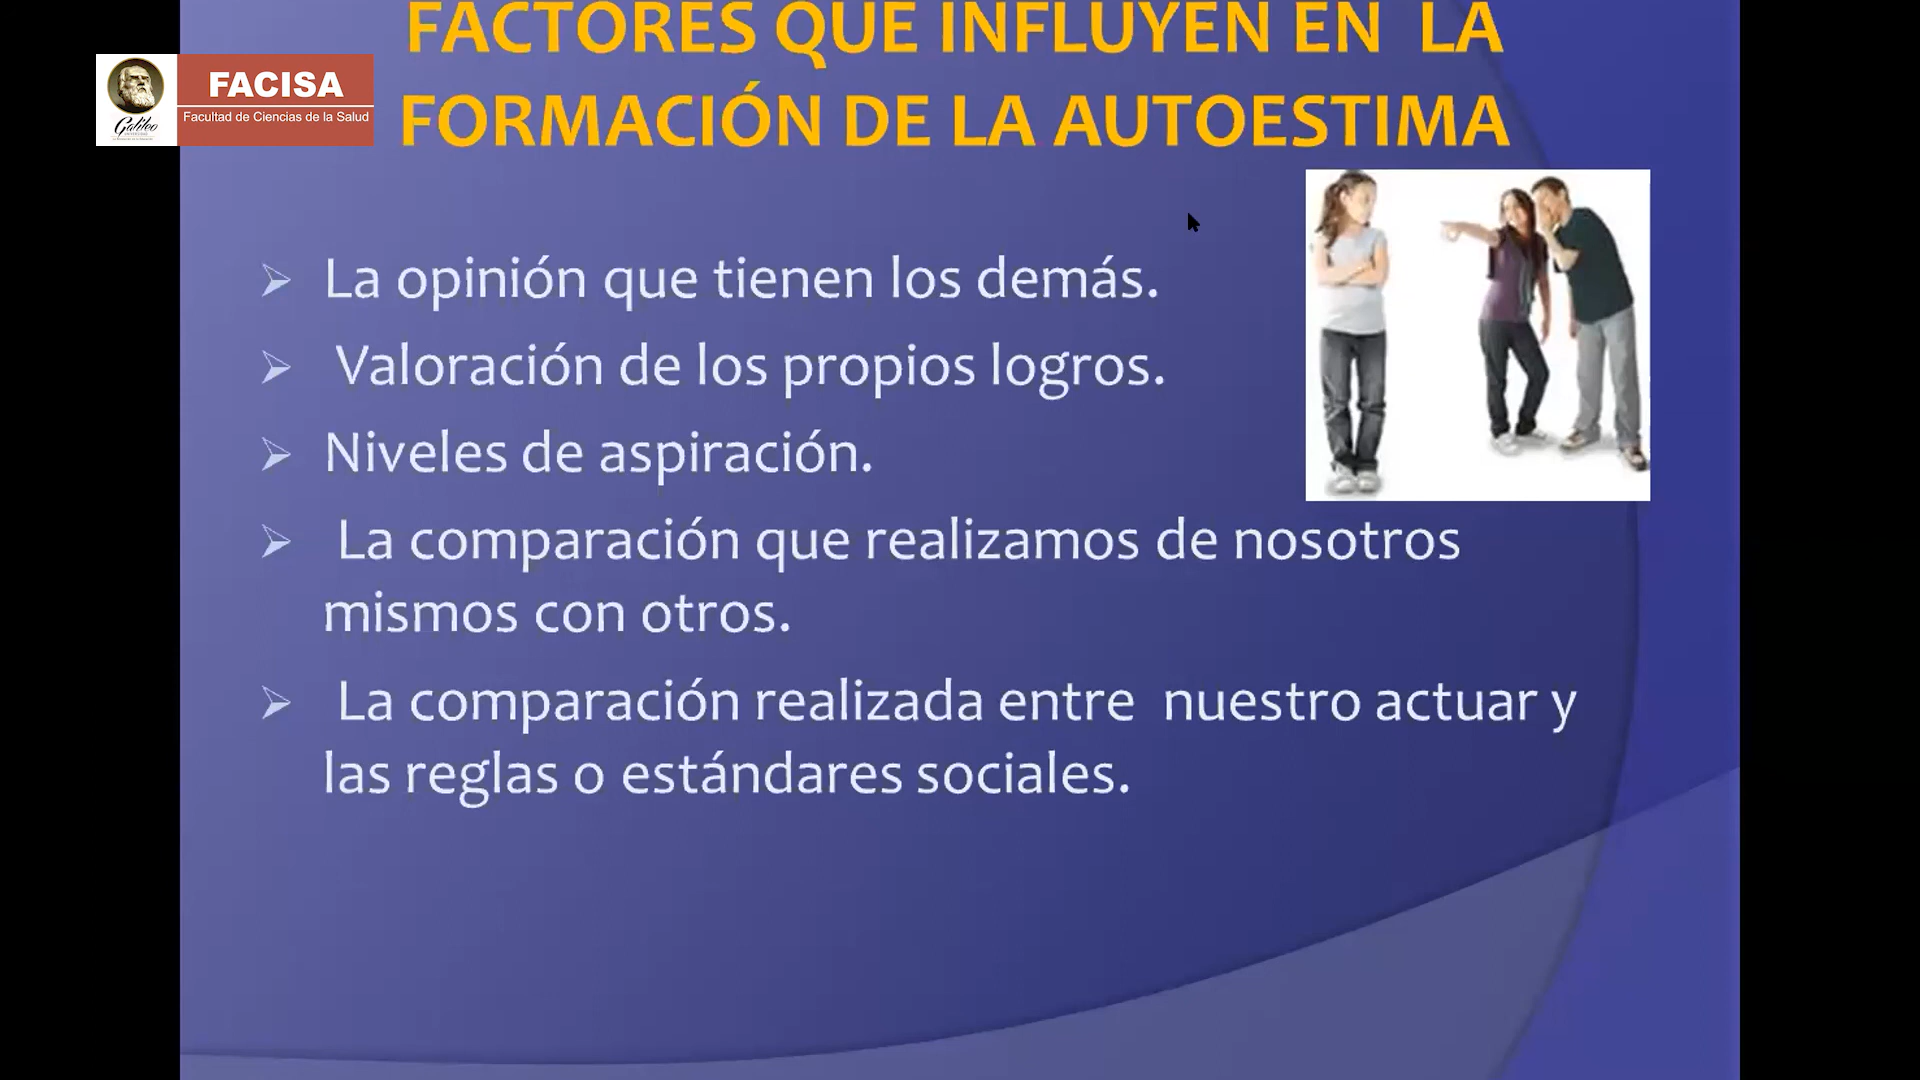 FACTORES QUE INFLUYEN EN LA
FORMACIÓN DE LA AUTOESTIMA
FACISA
Facultad de Ciencias de la Salud
Galileo
La opinión que tienen los demás.
Valoración de los propios logros.
Niveles de aspiración.
La comparación que realizamos de nosotros
mismos con otros.
La comparación realizada entre nuestro actuar y
las reglas o estándares sociales.